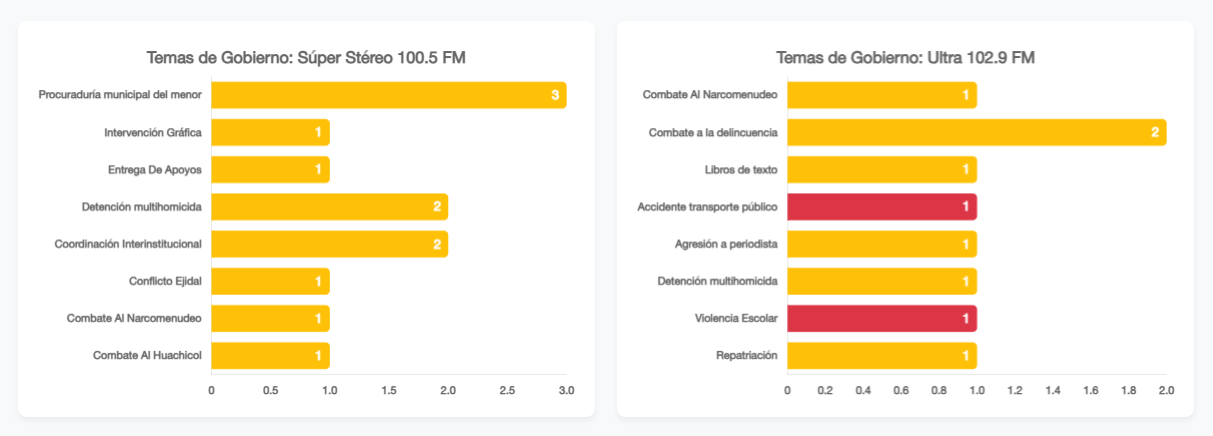 Temas de Gobierno: Súper Stéreo 100.5 FM
Procuraduría municipal del menor 3
Intervención Gráfica 1
Entrega De Apoyos 1
Detención multihomicida 2
Coordinación Interinstitucional 2
Conflicto Ejidal 1
Combate Al Narcomenudeo 1
Combate Al Huachicol 1
0 0.5 1.0 1.5 2.0 2.5 3.0
Temas de Gobierno: Ultra 102.9 FM
Combate Al Narcomenudeo 1
Combate a la delincuencia 2
Libros de texto 1
Accidente transporte público 1
Agresión a periodista 1
Detención multihomicida 1
Violencia Escolar 1
Repatriación 1
0 0.2 0.4 0.6 0.8 1.0 1.2 1.4 1.6 1.8 2.0